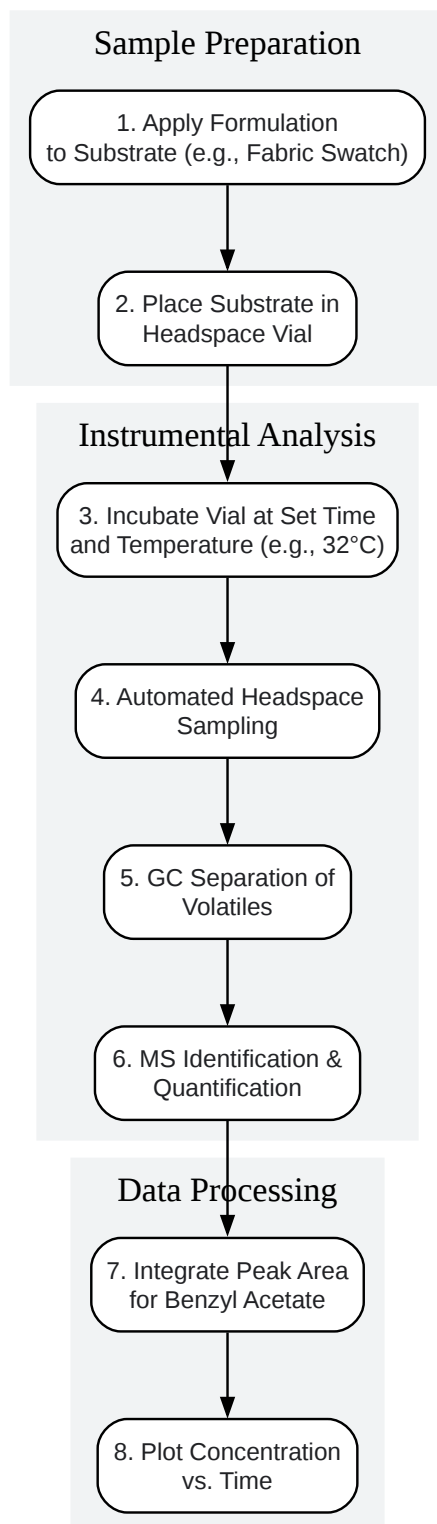 Sample Preparation
1. Apply Formulation
to Substrate (e.g., Fabric Swatch)
2. Place Substrate in
Headspace Vial
Instrumental Analysis
3. Incubate Vial at Set Time
and Temperature (e.g., 32°C)
4. Automated Headspace
Sampling
5. GC Separation of
Volatiles
6. MS Identification &
Quantification
Data Processing
7. Integrate Peak Area
for Benzyl Acetate
8. Plot Concentration
vs. Time